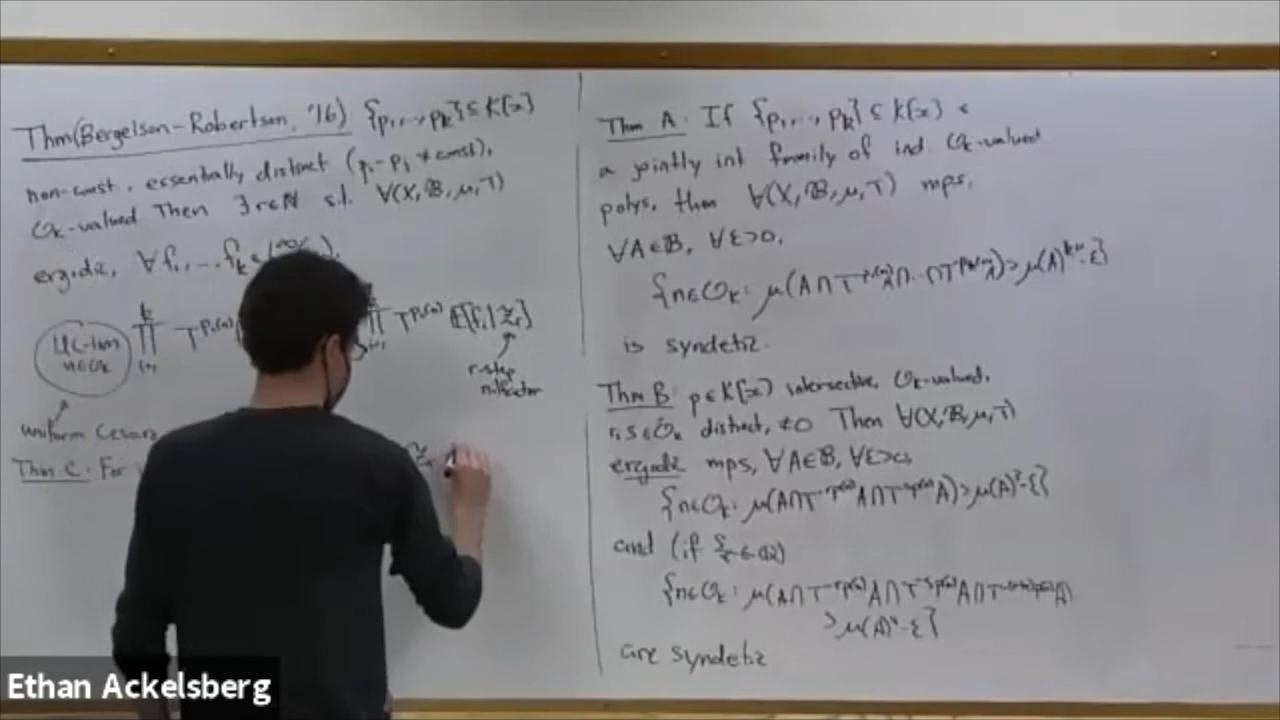 Thm (Bergelson-Robertson, '16): {p₁,..., pₖ} ⊆ K[x]
non-const., essentially distinct (pᵢ-pⱼ ≠ const),
𝒪ₖ-valued Then ∃ r∈ℕ s.t. ∀(X, 𝔹, μ, T)
ergodic, ∀ f₁,...,fₖ
UC-lim n∈𝒪ₖ ∏ᵢ₌₁ᵏ T^{pᵢ(n)} ∏ T^{pᵢ(n)} 𝔼[fᵢ|𝒵ᵣ]
r-step
nilfactor
uniform Cesaro
Thm C: For
Thm A: If {p₁,..., pₖ} ⊆ K[x] is
a jointly int family of ind 𝒪ₖ-valued
polys, then ∀(X, 𝔹, μ, T) mps,
∀A∈𝔹, ∀ε>0,
{n∈𝒪ₖ: μ(A∩T^{-p₁(n)}A∩...∩T^{-pₖ(n)}A)>μ(A)^{k+1}-ε}
is syndetic.
Thm B: p∈K[x] intersective, 𝒪ₖ-valued,
r,s∈𝒪ₖ distinct, ≠0 Then ∀(X,𝔹,μ,T)
ergodic mps, ∀A∈𝔹, ∀ε>0,
{n∈𝒪ₖ: μ(A∩T^{-rp(n)}A∩T^{-sp(n)}A)>μ(A)³-ε}
and (if s/r∈ℚ)
{n∈𝒪ₖ: μ(A∩T^{-rp(n)}A∩T^{-sp(n)}A∩T^{-(r+s)p(n)}A)
>μ(A)⁴-ε}
are syndetic
Ethan Ackelsberg